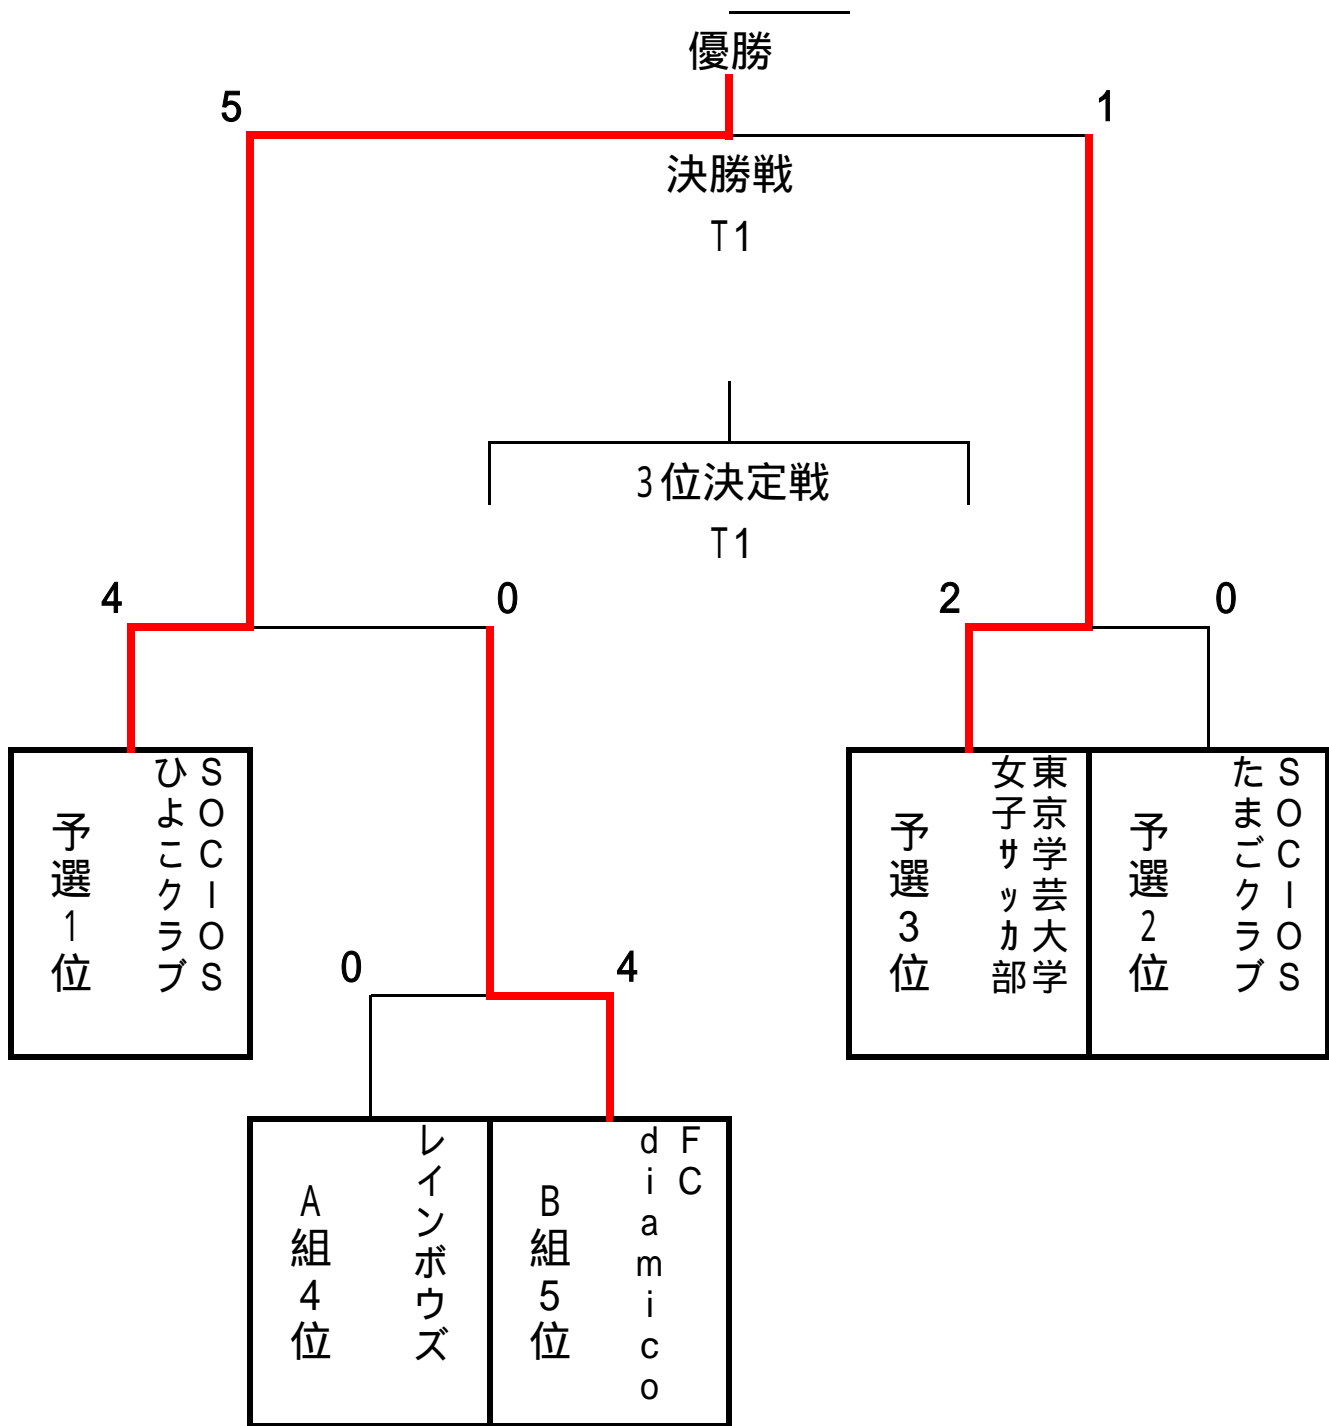 優勝
5
1
決勝戦
T1
3位決定戦
T1
4
0
2
0
予選1位
SOCIOS
ひよこクラブ
予選3位
東京学芸大学
女子サッカ部
予選2位
SOCIOS
たまごクラブ
0
4
A組4位
レインボウズ
B組5位
FC
diamico